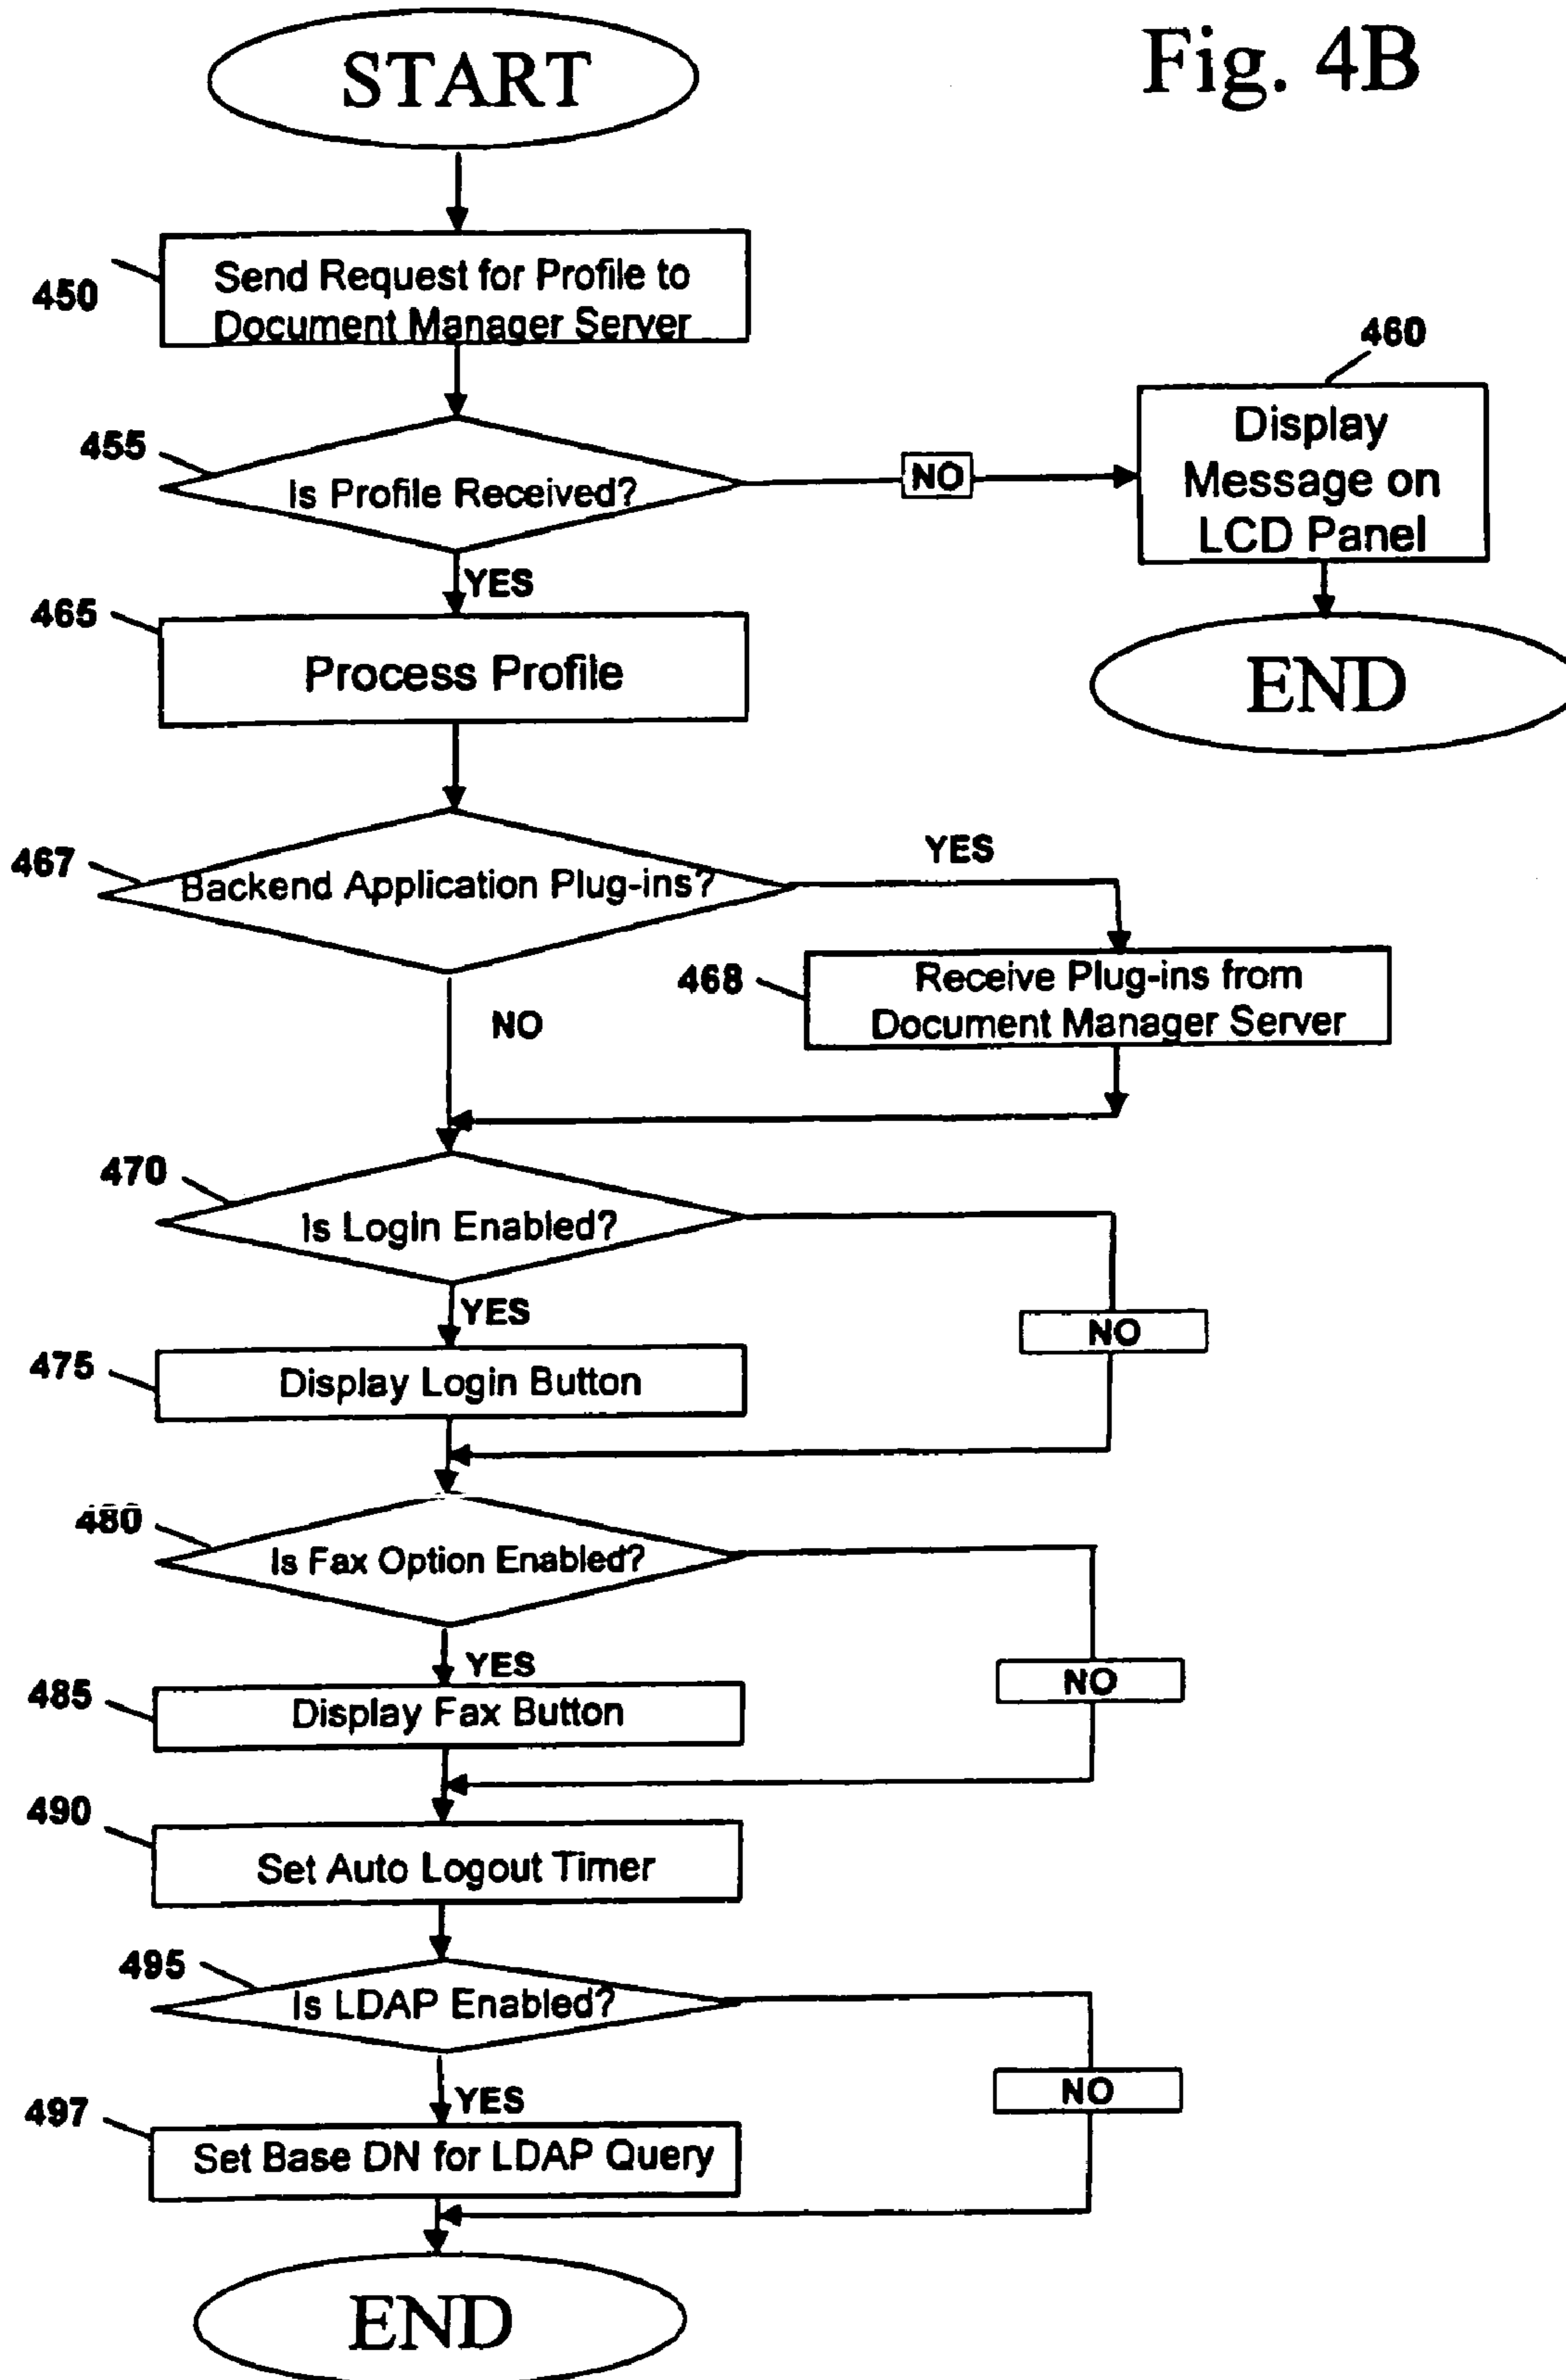 START
Fig. 4B
450
Send Request for Profile to
Document Manager Server
460
Display
Message on
LCD Panel
455
Is Profile Received?
NO
YES
END
465
Process Profile
467
Backend Application Plug-ins?
YES
468
Receive Plug-ins from
Document Manager Server
NO
470
Is Login Enabled?
YES
NO
475
Display Login Button
480
Is Fax Option Enabled?
YES
NO
485
Display Fax Button
490
Set Auto Logout Timer
495
Is LDAP Enabled?
YES
NO
497
Set Base DN for LDAP Query
END